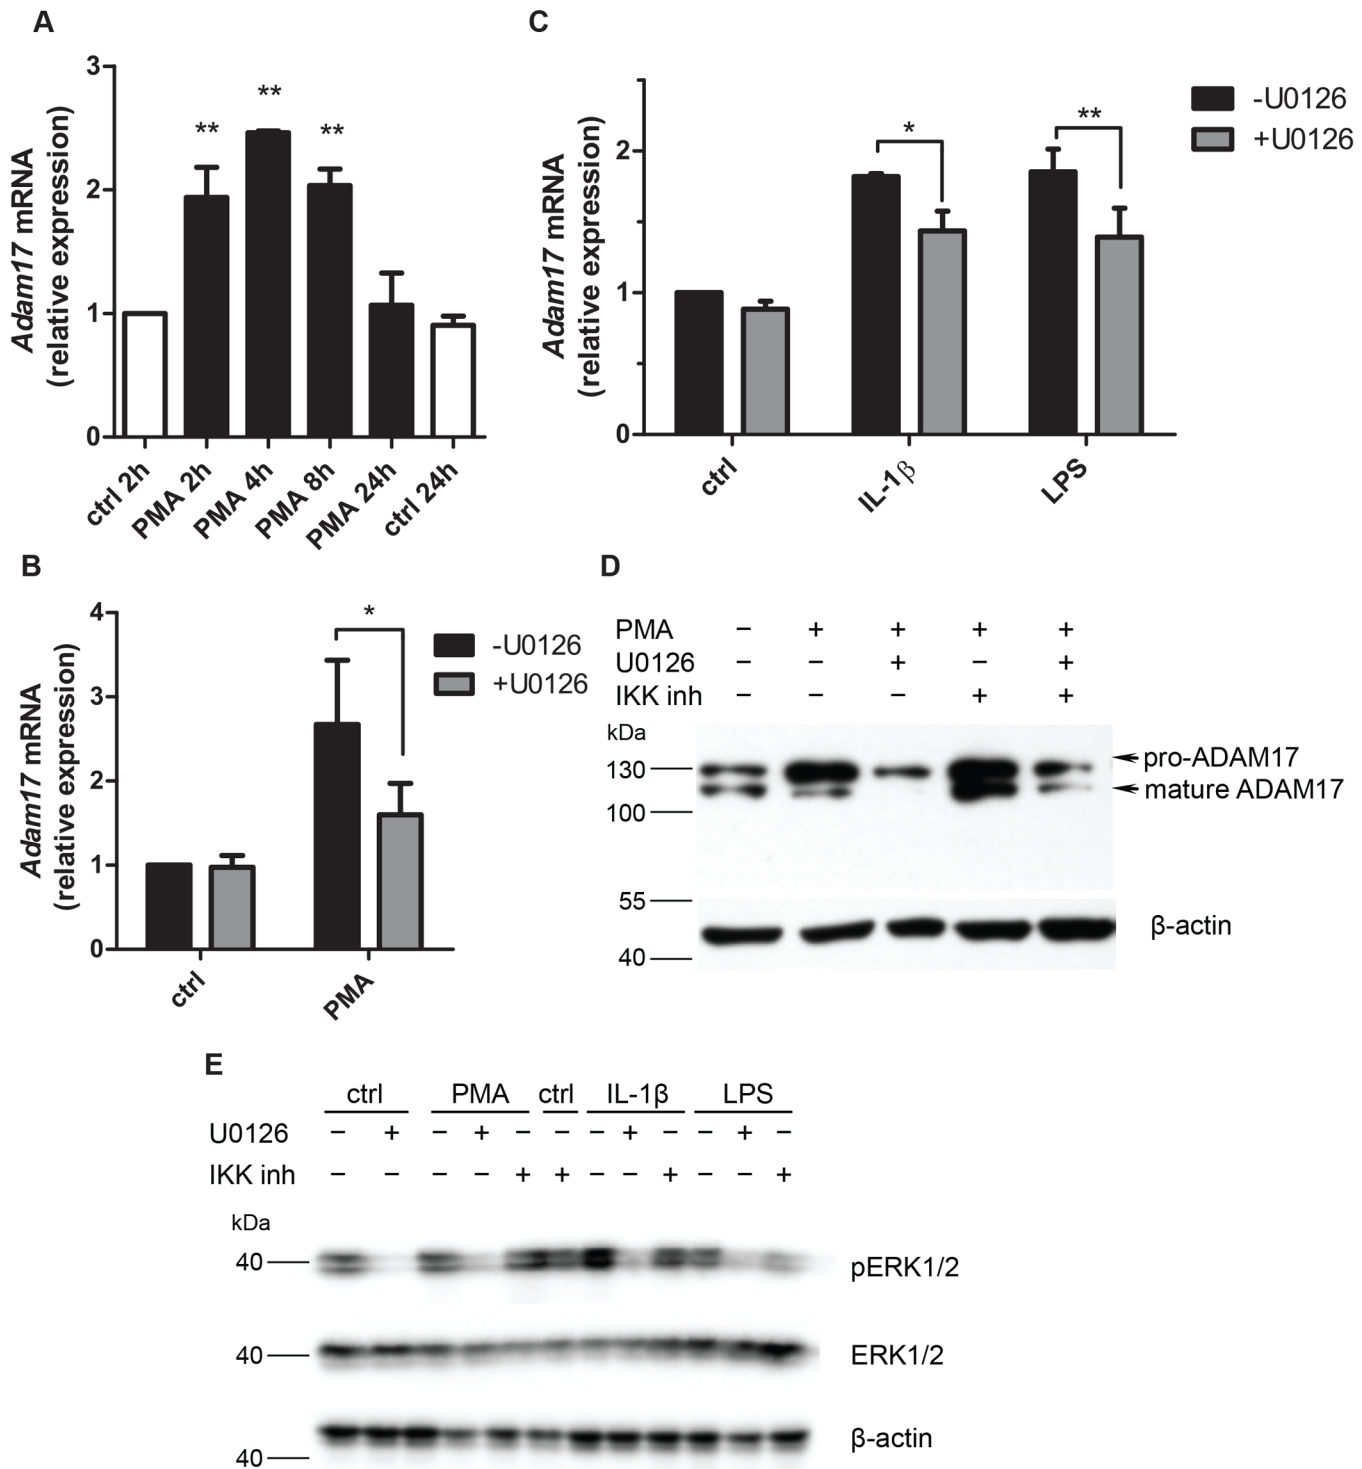 A
3
2
1
0
Adam17 mRNA
(relative expression)
**
**
**
ctrl 2h
PMA 2h
PMA 4h
PMA 8h
PMA 24h
ctrl 24h
C
2
1
0
Adam17 mRNA
(relative expression)
*
**
-U0126
+U0126
ctrl
IL-1β
LPS
B
4
3
2
1
0
Adam17 mRNA
(relative expression)
*
-U0126
+U0126
ctrl
PMA
D
PMA − + + + +
U0126 − − + − +
IKK inh − − − + +
kDa
130
100
55
40
pro-ADAM17
mature ADAM17
β-actin
E
ctrl PMA ctrl IL-1β LPS
U0126 − + − + − + − + − − + −
IKK inh − − − − + + − − + − − +
kDa
40
pERK1/2
40
ERK1/2
β-actin
40